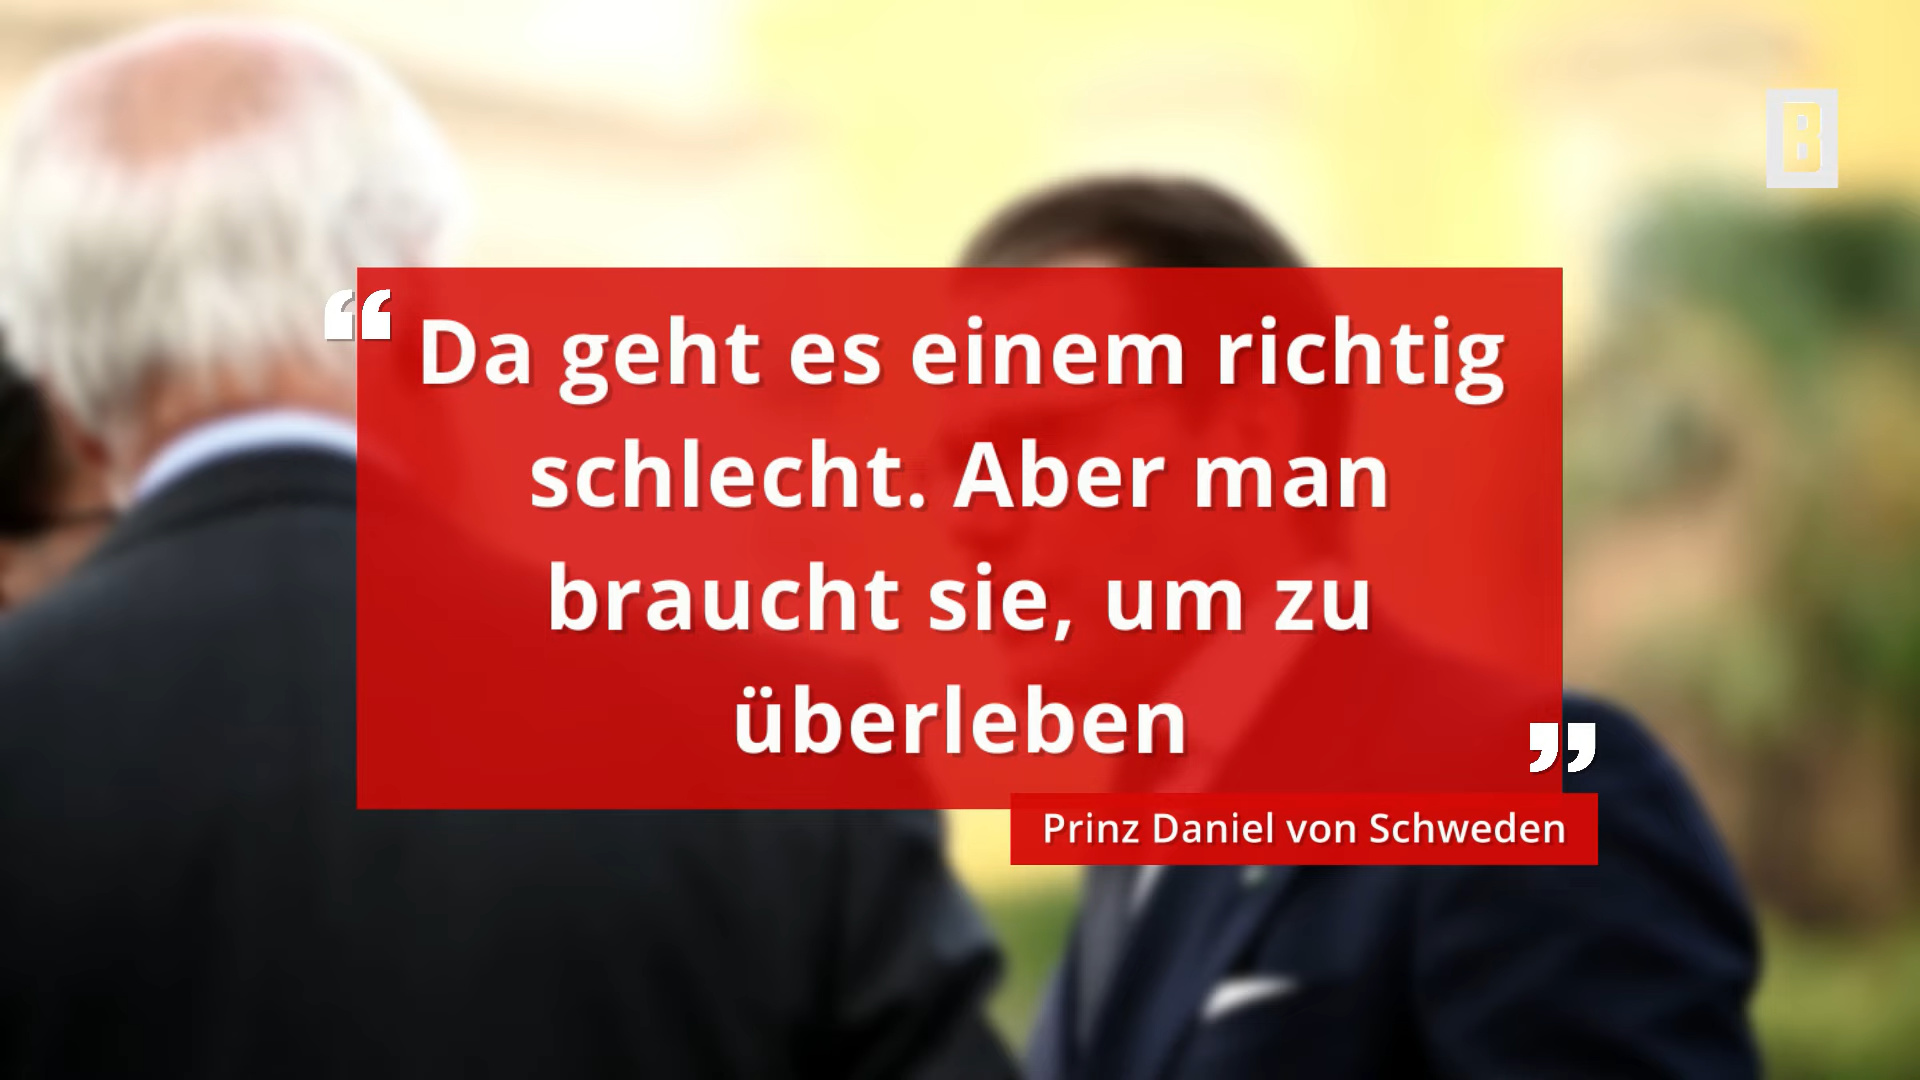 “ Da geht es einem richtig
schlecht. Aber man
braucht sie, um zu
überleben ”
Prinz Daniel von Schweden
B